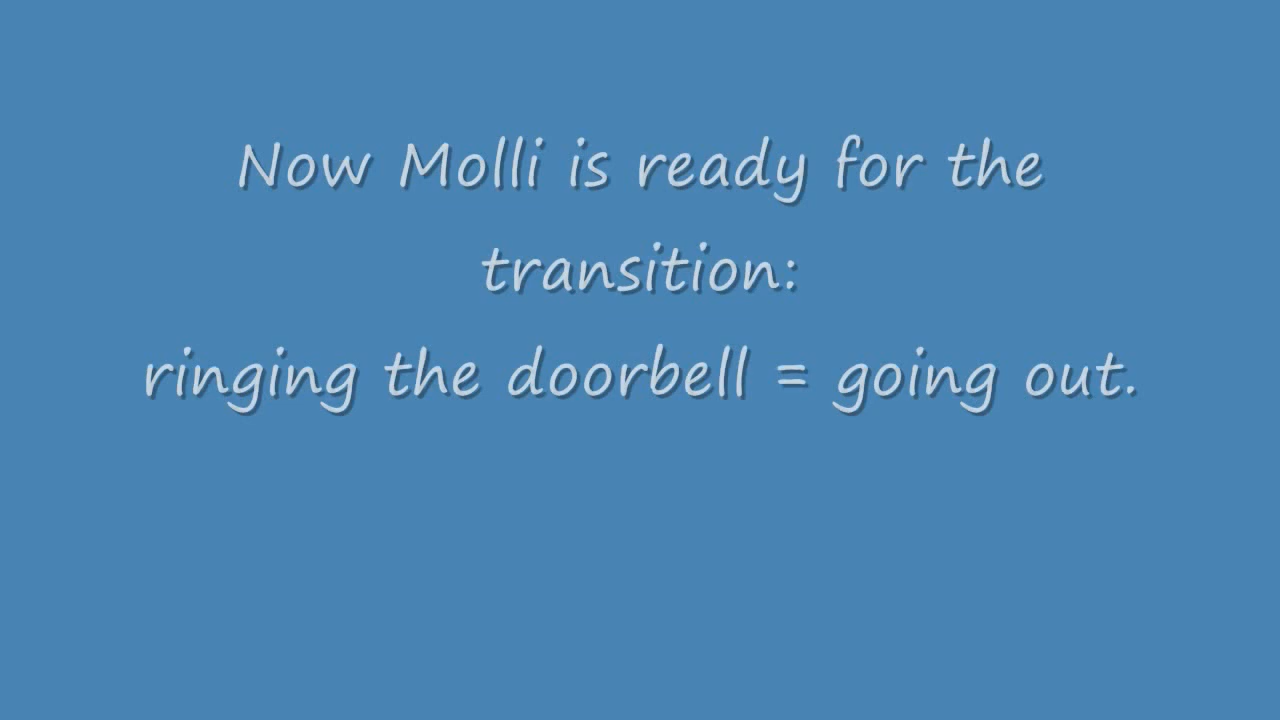 Now Molli is ready for the
transition:
ringing the doorbell = going out.